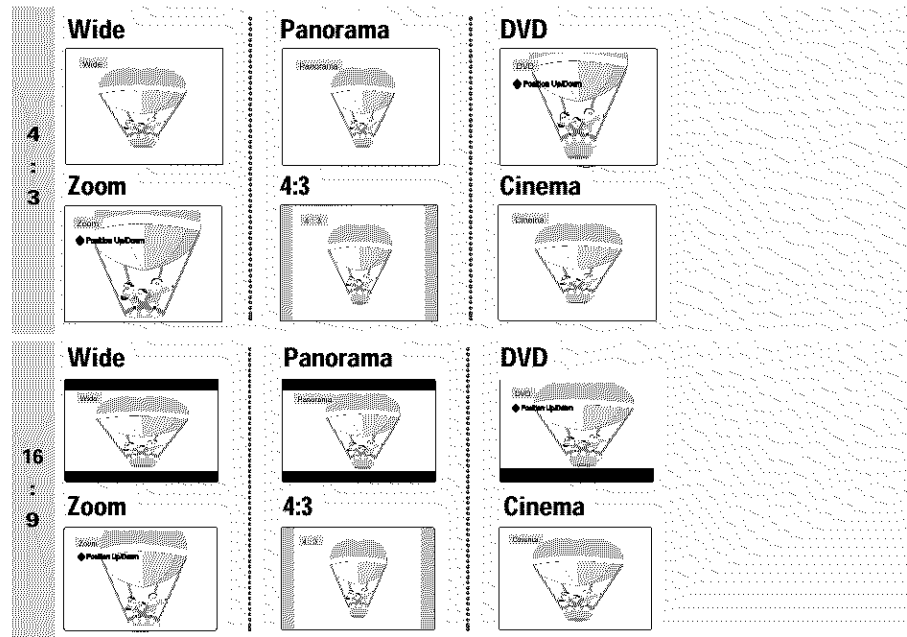 4
:
3
Wide
Panorama
DVD
Wide
Panorama
DVD
Position Up/Down
Zoom
4:3
Cinema
Zoom
Position Up/Down
4:3
Cinema
16
:
9
Wide
Panorama
DVD
Wide
Panorama
DVD
Position Up/Down
Zoom
4:3
Cinema
Zoom
Position Up/Down
4:3
Cinema